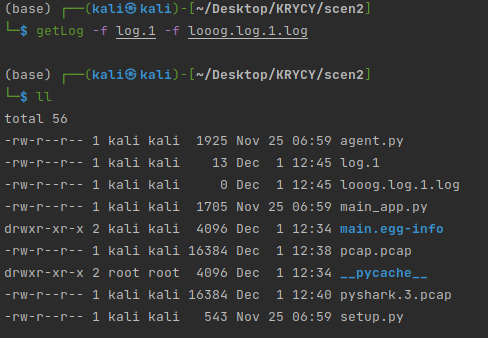 (base) ┌──(kali㉿kali)-[~/Desktop/KRYCY/scen2]
└─$ getLog -f log.1 -f looog.log.1.log
(base) ┌──(kali㉿kali)-[~/Desktop/KRYCY/scen2]
└─$ ll
total 56
-rw-r--r-- 1 kali kali  1925 Nov 25 06:59 agent.py
-rw-r--r-- 1 kali kali    13 Dec  1 12:45 log.1
-rw-r--r-- 1 kali kali     0 Dec  1 12:45 looog.log.1.log
-rw-r--r-- 1 kali kali  1705 Nov 25 06:59 main_app.py
drwxr-xr-x 2 kali kali  4096 Dec  1 12:34 main.egg-info
-rw-r--r-- 1 kali kali 16384 Dec  1 12:38 pcap.pcap
drwxr-xr-x 2 root root  4096 Dec  1 12:34 __pycache__
-rw-r--r-- 1 kali kali 16384 Dec  1 12:40 pyshark.3.pcap
-rw-r--r-- 1 kali kali   543 Nov 25 06:59 setup.py